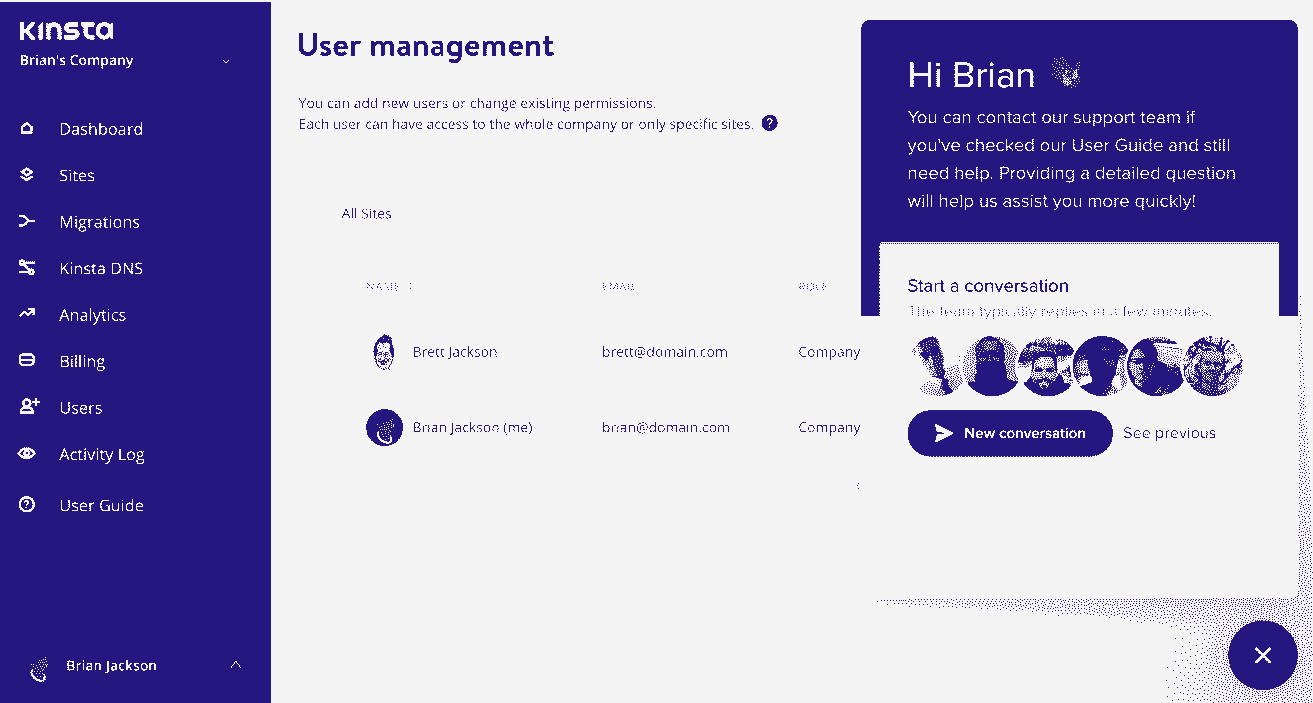 Kinsta
Brian's Company
Dashboard
Sites
Migrations
Kinsta DNS
Analytics
Billing
Users
Activity Log
User Guide
Brian Jackson
User management
You can add new users or change existing permissions.
Each user can have access to the whole company or only specific sites. ?
All Sites
NAME EMAIL ROLE
Brett Jackson brett@domain.com Company
Brian Jackson (me) brian@domain.com Company
Hi Brian
You can contact our support team if
you've checked our User Guide and still
need help. Providing a detailed question
will help us assist you more quickly!
Start a conversation
The team typically replies in a few minutes.
New conversation See previous